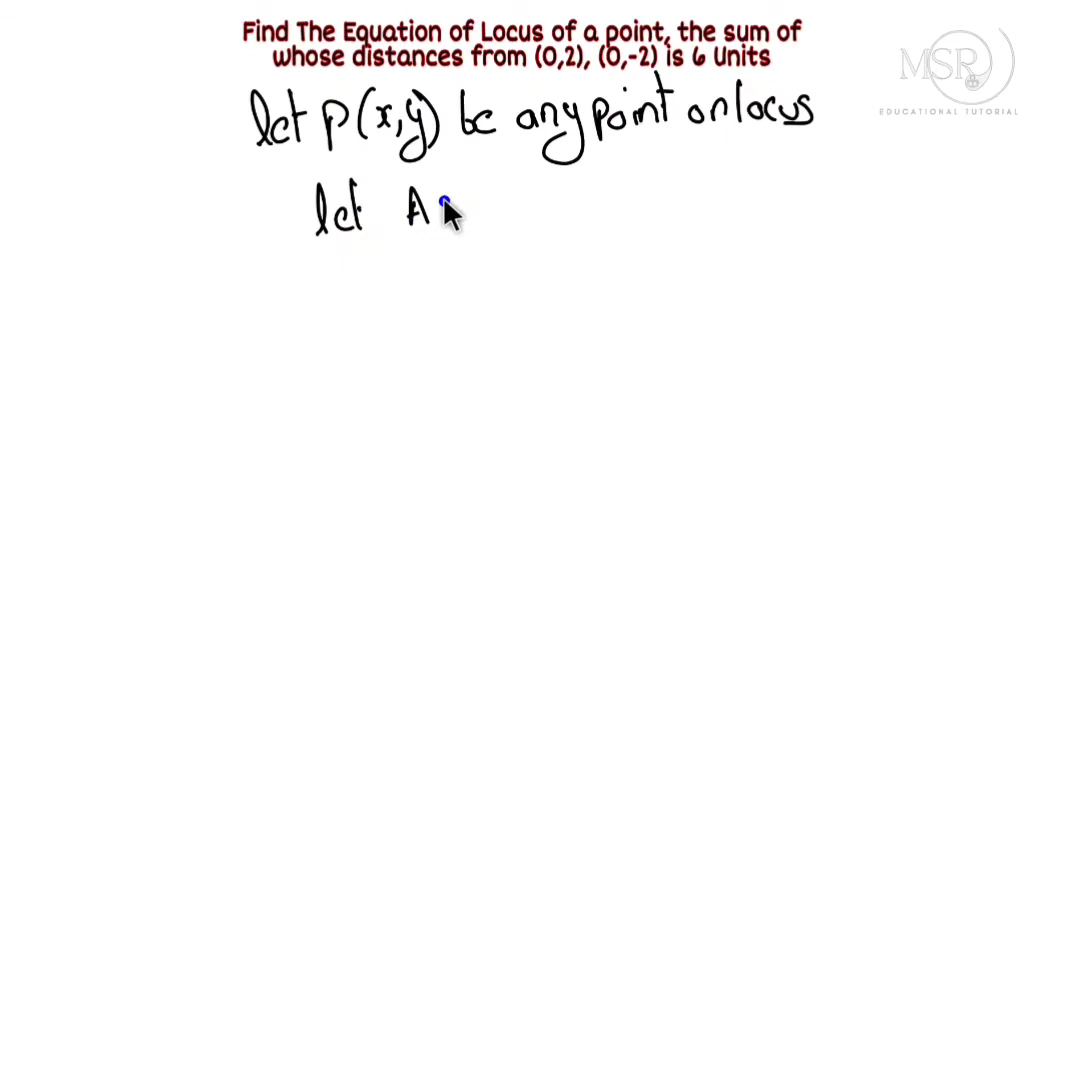 Find The Equation of Locus of a point, the sum of
whose distances from (0,2), (0,-2) is 6 Units
MSR
EDUCATIONAL TUTORIAL
let P(x,y) be any point on locus
let A